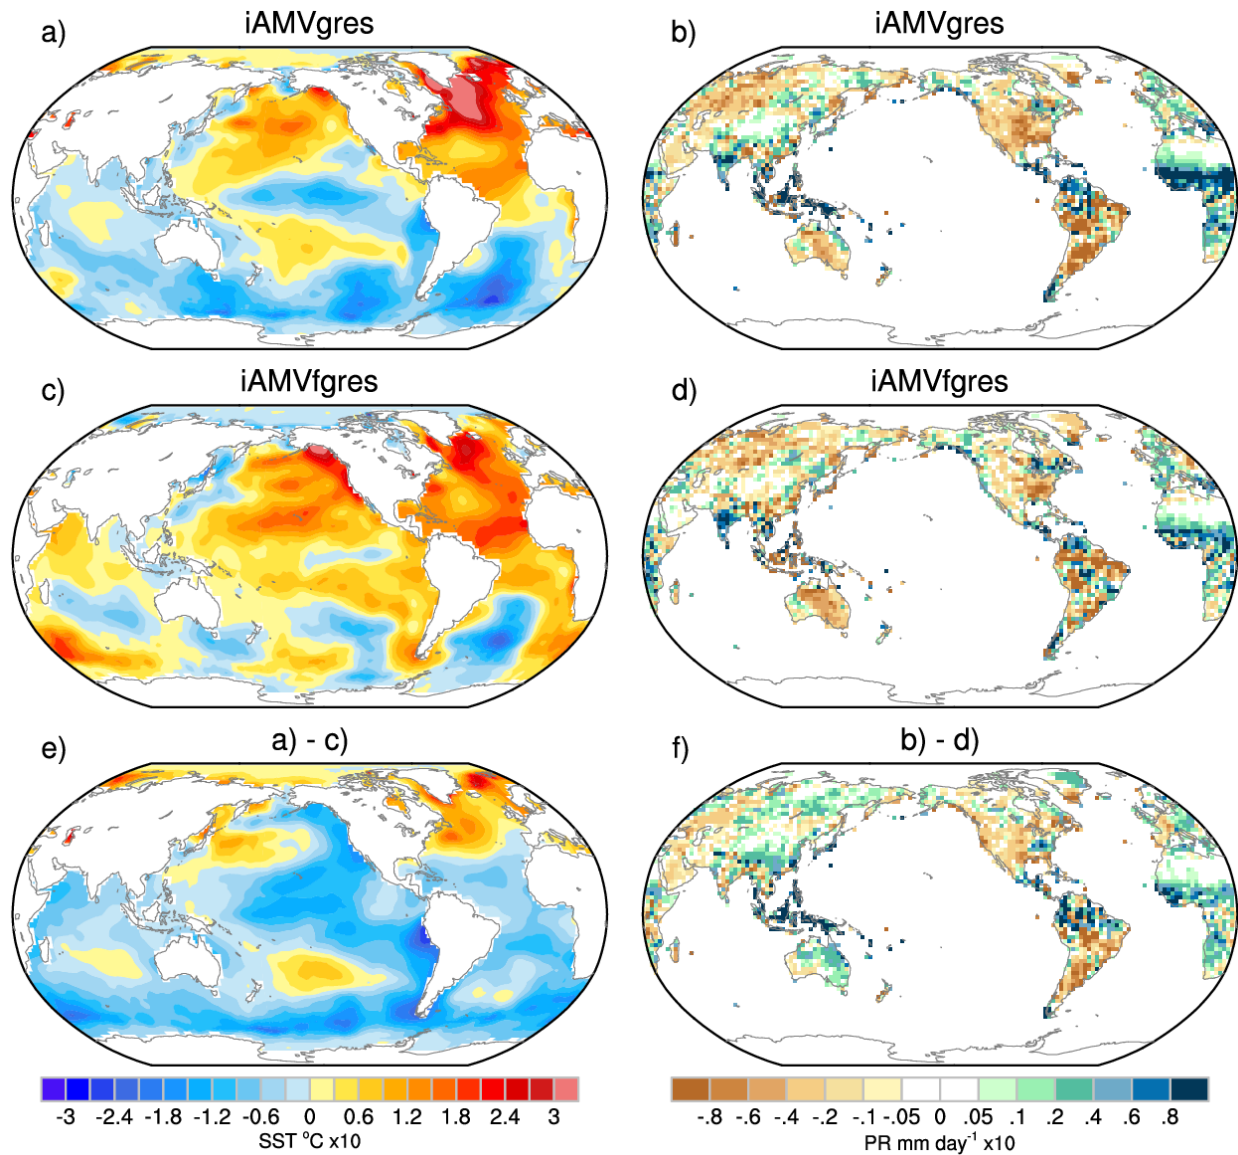 a) iAMVgres b) iAMVgres
c) iAMVfgres d) iAMVfgres
e) a) - c) f) b) - d)
-3 -2.4 -1.8 -1.2 -0.6 0 0.6 1.2 1.8 2.4 3
SST °C x10
-.8 -.6 -.4 -.2 -.1 -.05 0 .05 .1 .2 .4 .6 .8
PR mm day⁻¹ x10